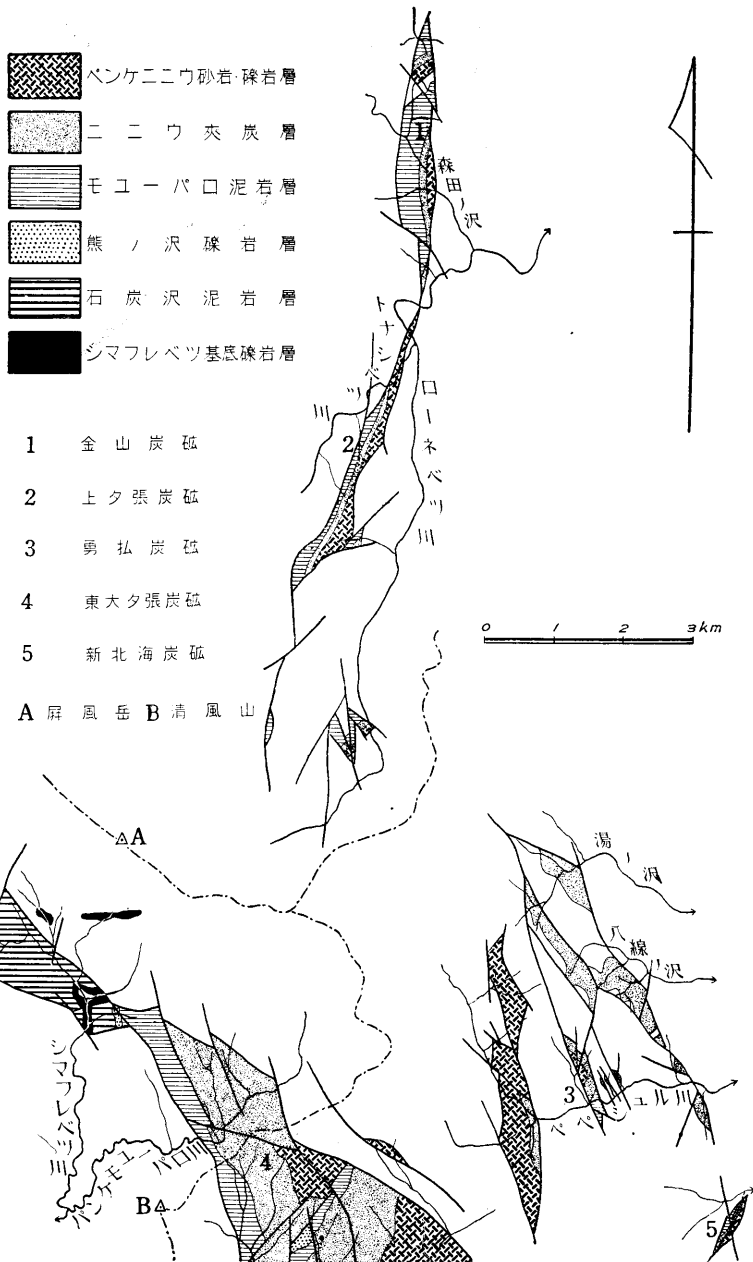 ペンケニニウ砂岩・礫岩層
ニニウ夾炭層
モユーパロ泥岩層
熊ノ沢礫岩層
石炭沢泥岩層
シマフレベツ基底礫岩層
1 金山炭砿
2 上夕張炭砿
3 勇払炭砿
4 東大夕張炭砿
5 新北海炭砿
A 屏風岳 B 清風山
1
森田ノ沢
トナシベツ川
2
ローネベツ川
0 1 2 3km
A
湯ノ沢
八線ノ沢
3
ペペシュル川
シマフレベツ川
パンケモユーパロ川
4
B
5